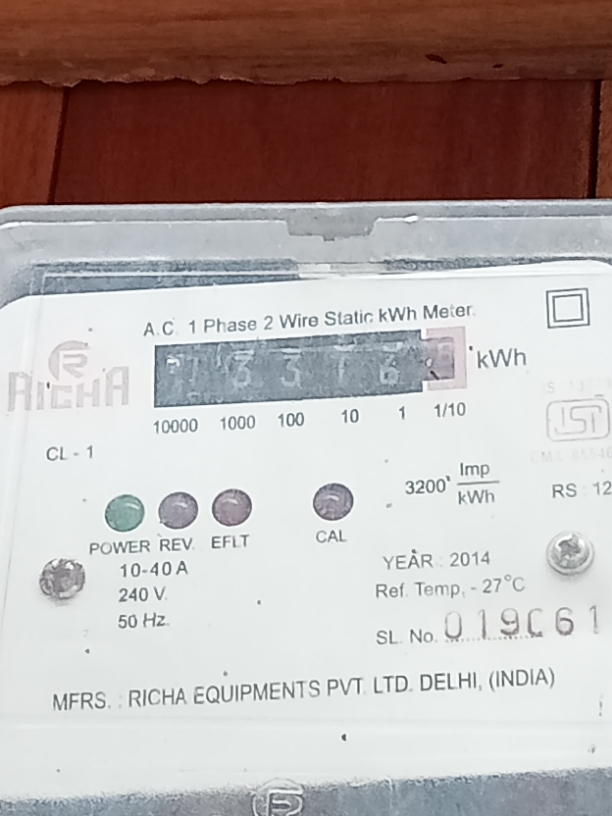 A.C. 1 Phase 2 Wire Static kWh Meter
RICHA
kWh
10000 1000 100 10 1 1/10
CL - 1
ISI
3200 Imp/kWh
RS : 12
POWER REV. EFLT CAL
10-40 A
240 V.
50 Hz.
YEAR : 2014
Ref. Temp. - 27°C
SL. No. 019C61
MFRS. : RICHA EQUIPMENTS PVT. LTD. DELHI, (INDIA)